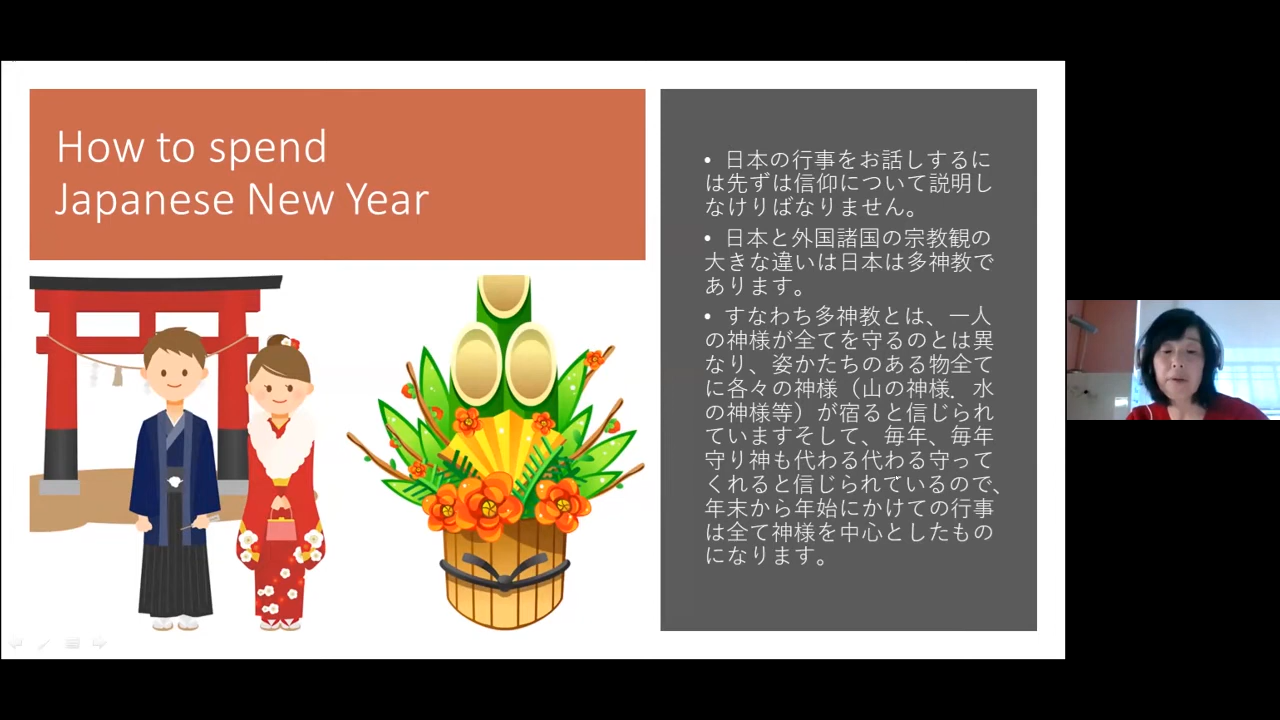 How to spend
Japanese New Year
• 日本の行事をお話しするに
は先ずは信仰について説明し
なけりばなりません。
• 日本と外国諸国の宗教観の
大きな違いは日本は多神教で
あります。
• すなわち多神教とは、一人
の神様が全てを守るのとは異
なり、姿かたちのある物全て
に各々の神様（山の神様、水
の神様等）が宿ると信じられ
ていますそして、毎年、毎年
守り神も代わる代わる守って
くれると信じられているので、
年末から年始にかけての行事
は全て神様を中心としたもの
になります。